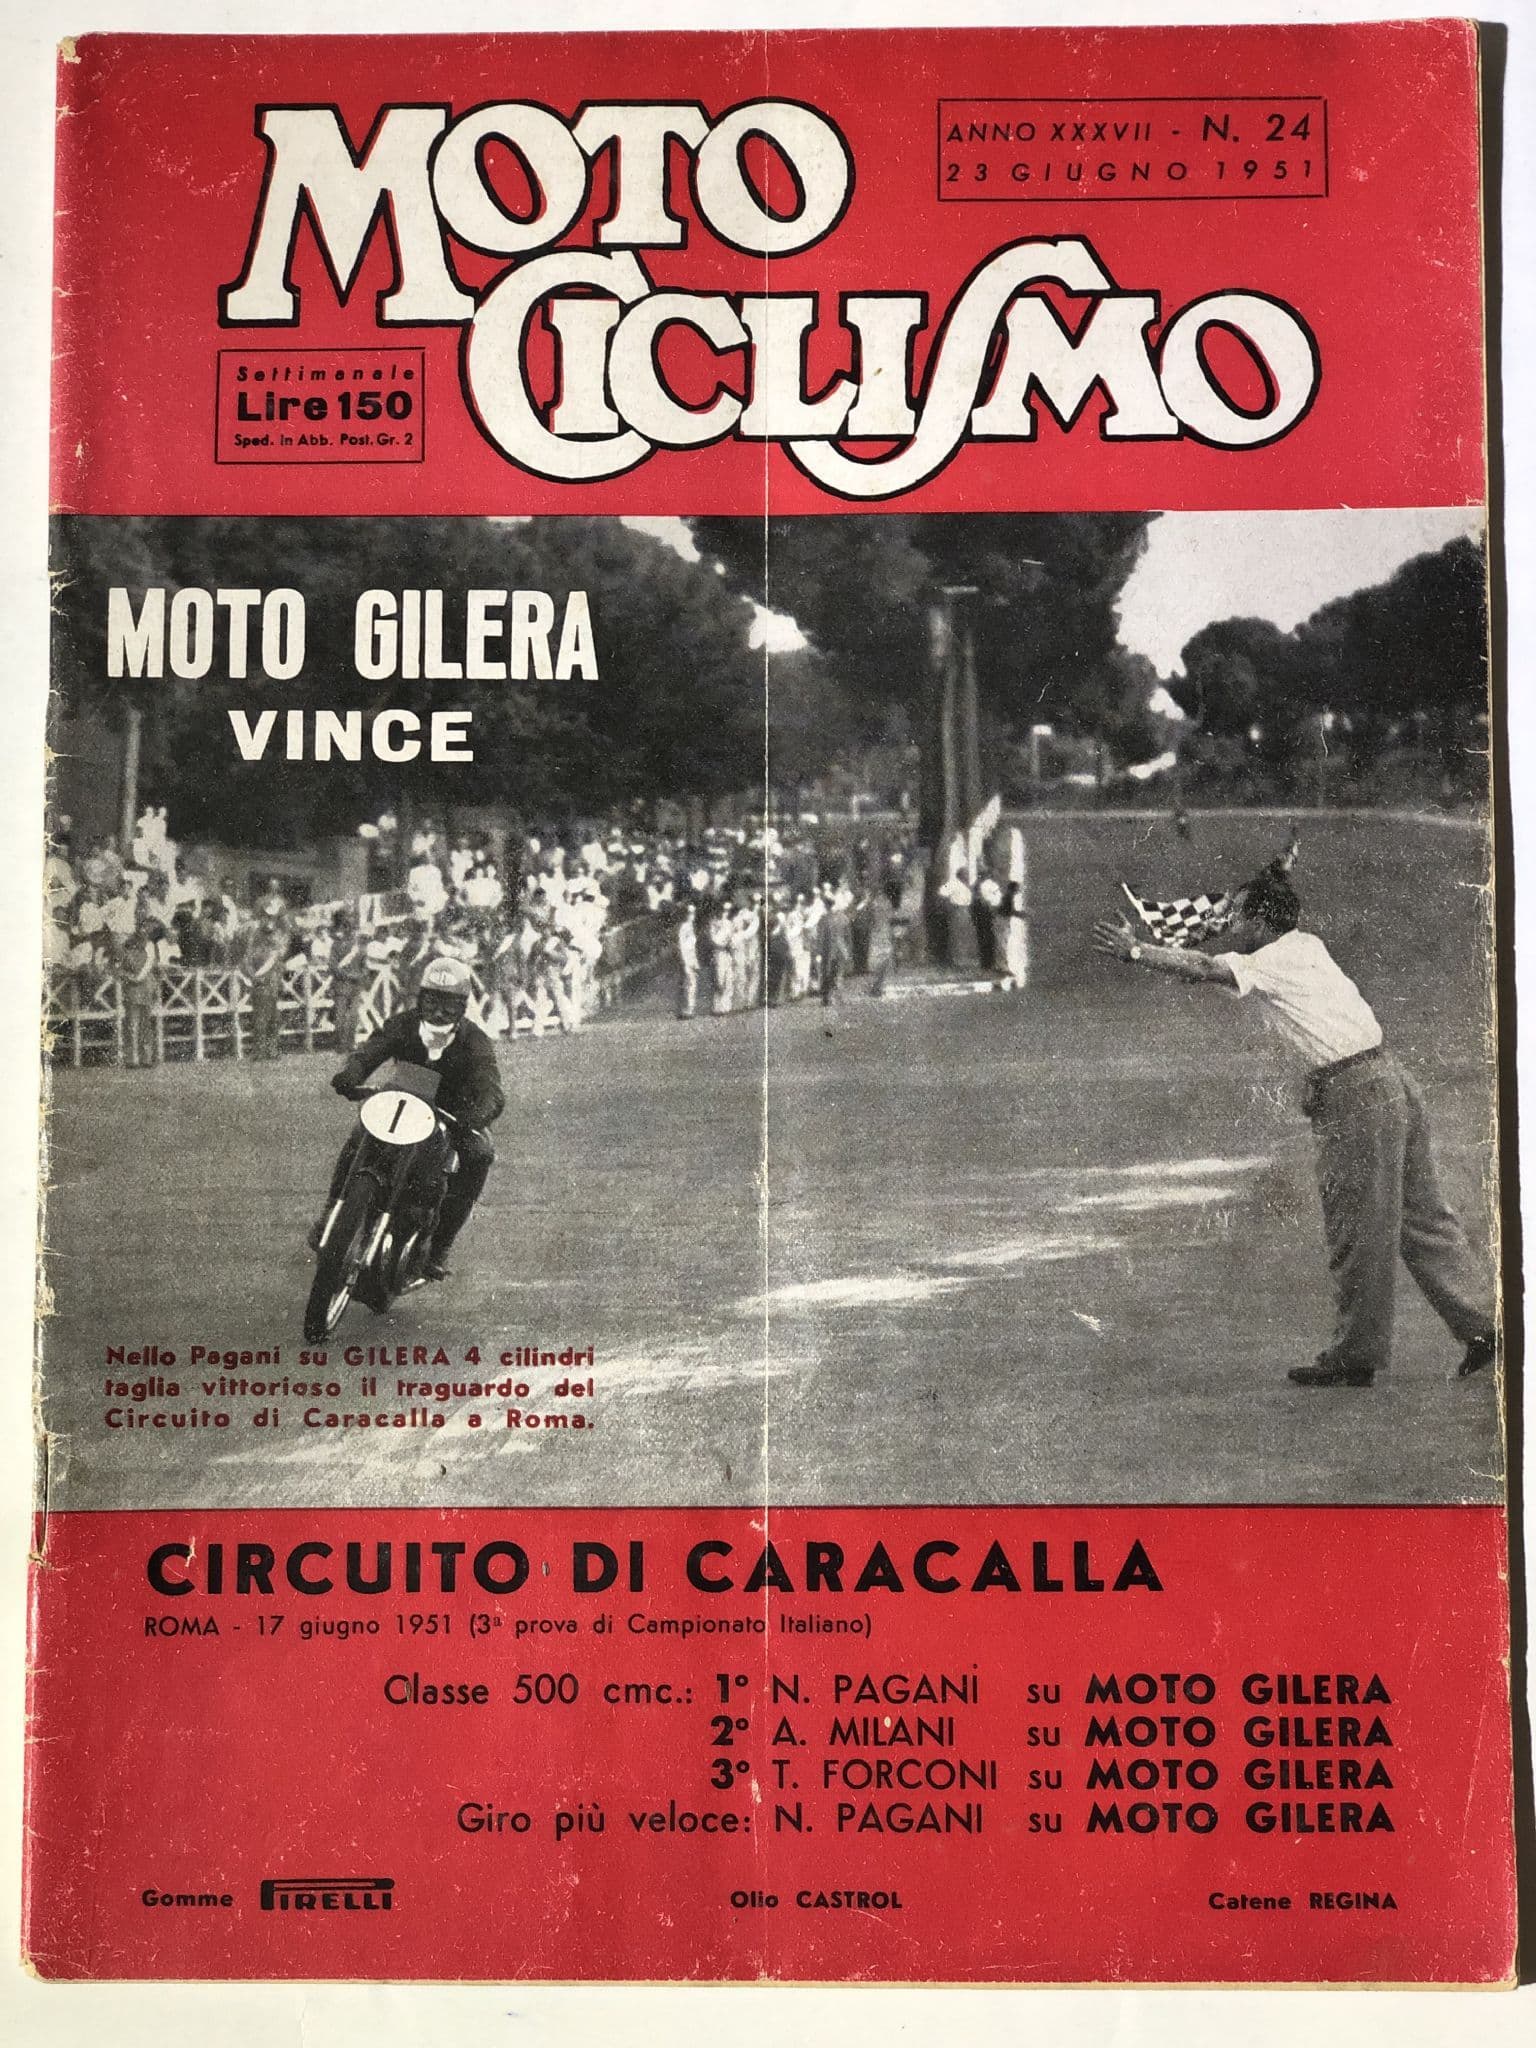 MOTO
CICLISMO
ANNO XXXVII - N. 24
23 GIUGNO 1951
Settimanale
Lire 150
Sped. in Abb. Post. Gr. 2
MOTO GILERA
VINCE
1
Nello Pagani su GILERA 4 cilindri
taglia vittorioso il traguardo del
Circuito di Caracalla a Roma.
CIRCUITO DI CARACALLA
ROMA - 17 giugno 1951 (3ª prova di Campionato Italiano)
Classe 500 cmc.: 1° N. PAGANI su MOTO GILERA
2° A. MILANI su MOTO GILERA
3° T. FORCONI su MOTO GILERA
Giro più veloce: N. PAGANI su MOTO GILERA
Gomme PIRELLI Olio CASTROL Catene REGINA